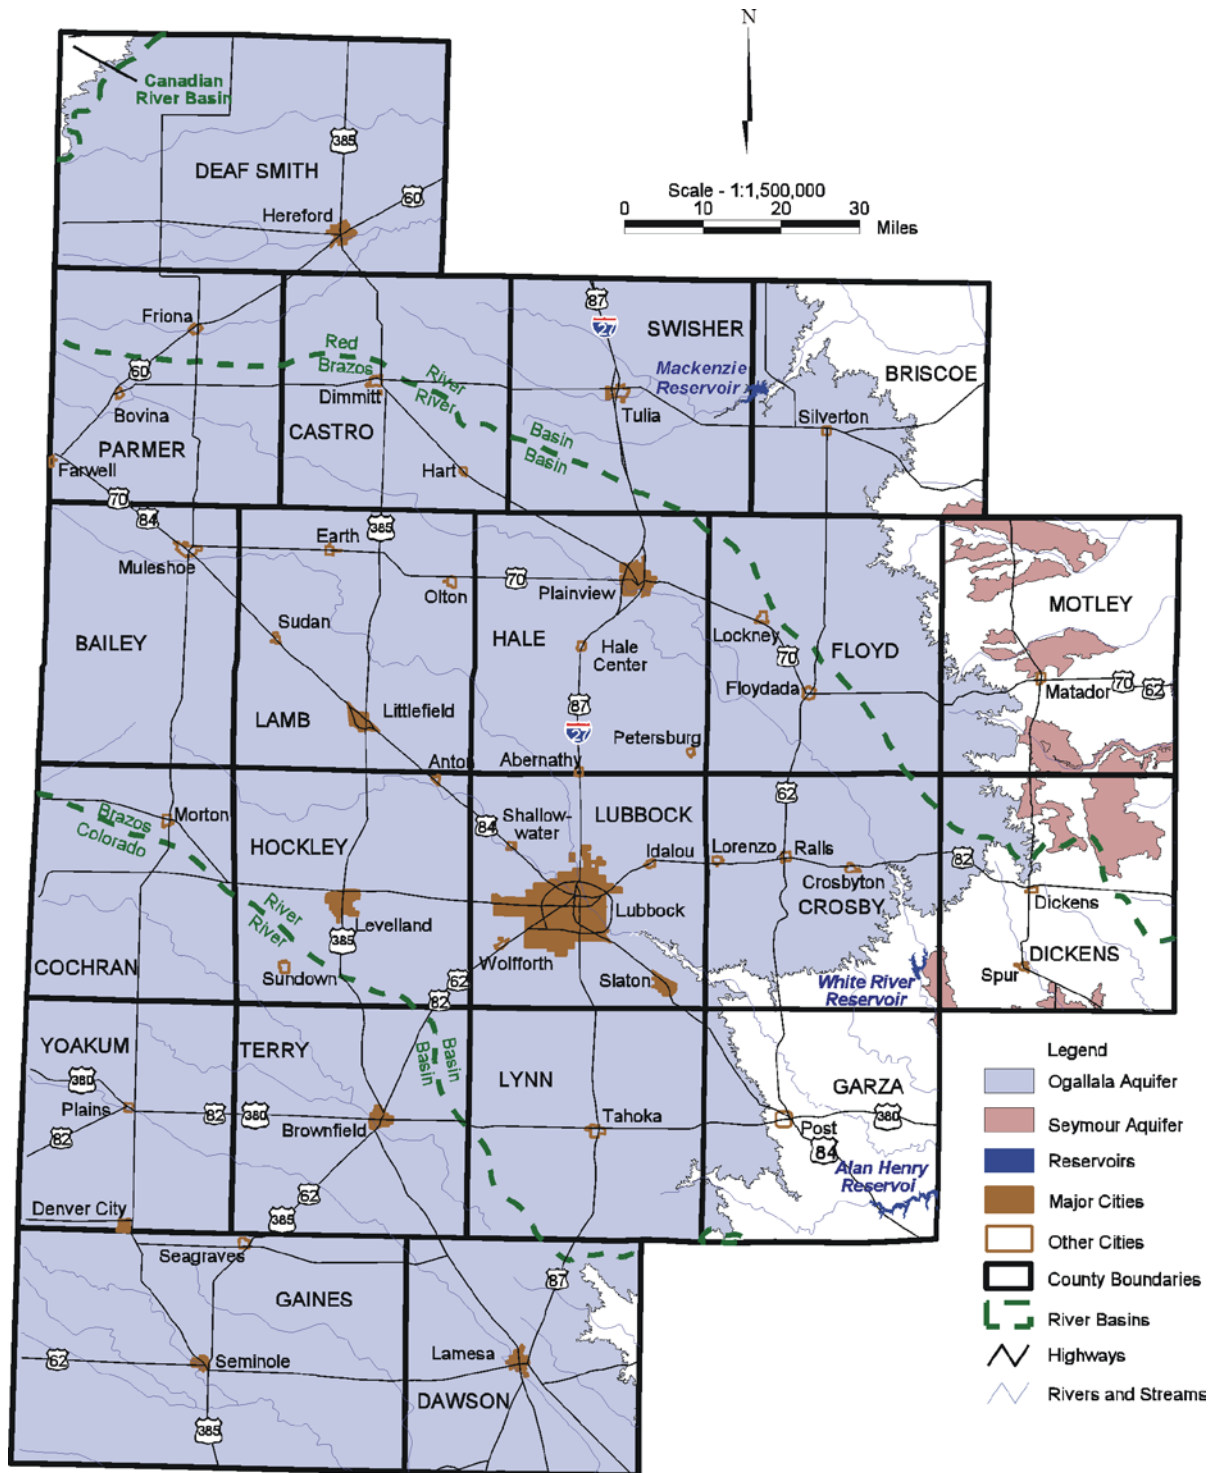 N
Canadian
River Basin
385
DEAF SMITH
60
Hereford
Scale - 1:1,500,000
0 10 20 30
Miles
87
27
SWISHER
Friona
Red
Brazos
River
River
Mackenzie
Reservoir
BRISCOE
60
Bovina
Dimmitt
Tulia
Silverton
PARMER
CASTRO
Basin
Basin
Farwell
Hart
70
84
385
Earth
Muleshoe
Olton
70
Plainview
MOTLEY
BAILEY
Sudan
HALE
Hale
Center
Lockney
70
FLOYD
Floydada
Matador
70
62
LAMB
Littlefield
87
27
Petersburg
Anton
Abernathy
62
Brazos
Colorado
Morton
HOCKLEY
84
Shallow-
water
LUBBOCK
Idalou
Lorenzo
Ralls
82
Crosbyton
CROSBY
Dickens
River
River
Levelland
Lubbock
385
Wolfforth
COCHRAN
Sundown
62
82
Slaton
White River
Reservoir
DICKENS
Spur
YOAKUM
TERRY
Basin
Basin
LYNN
GARZA
380
Plains
82
82
380
Brownfield
Tahoka
Post
380
84
Alan Henry
Reservoi
62
385
Denver City
Seagraves
87
GAINES
62
Seminole
Lamesa
DAWSON
385
Legend
Ogallala Aquifer
Seymour Aquifer
Reservoirs
Major Cities
Other Cities
County Boundaries
River Basins
Highways
Rivers and Streams